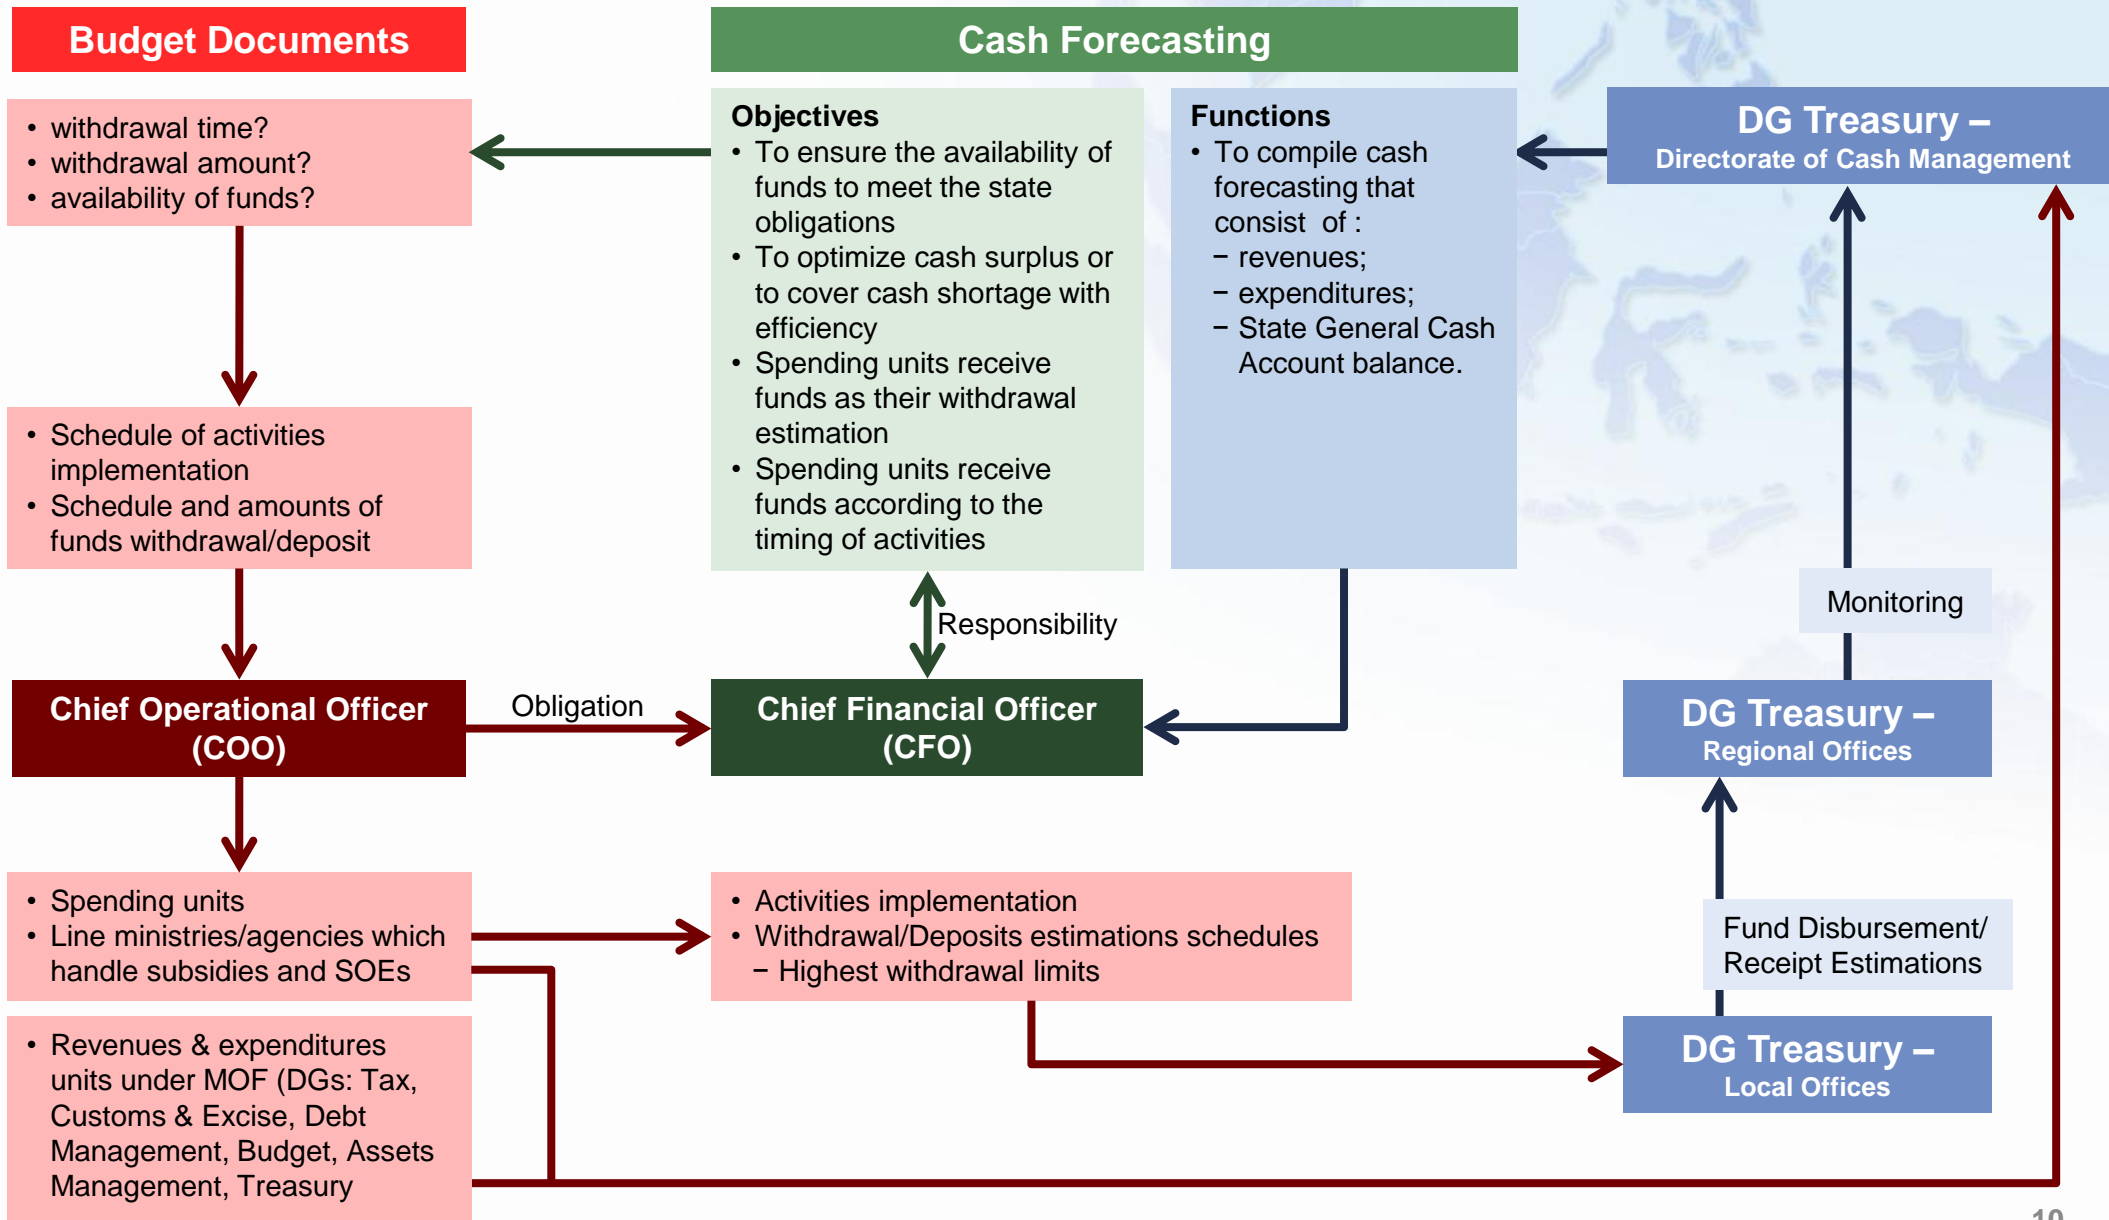 Budget Documents
Cash Forecasting
• withdrawal time?
• withdrawal amount?
• availability of funds?
Objectives
• To ensure the availability of
funds to meet the state
obligations
• To optimize cash surplus or
to cover cash shortage with
efficiency
• Spending units receive
funds as their withdrawal
estimation
• Spending units receive
funds according to the
timing of activities
Functions
• To compile cash
forecasting that
consist of :
− revenues;
− expenditures;
− State General Cash
Account balance.
DG Treasury –
Directorate of Cash Management
• Schedule of activities
implementation
• Schedule and amounts of
funds withdrawal/deposit
Responsibility
Monitoring
Chief Operational Officer
(COO)
Obligation
Chief Financial Officer
(CFO)
DG Treasury –
Regional Offices
• Spending units
• Line ministries/agencies which
handle subsidies and SOEs
• Activities implementation
• Withdrawal/Deposits estimations schedules
− Highest withdrawal limits
Fund Disbursement/
Receipt Estimations
DG Treasury –
Local Offices
• Revenues & expenditures
units under MOF (DGs: Tax,
Customs & Excise, Debt
Management, Budget, Assets
Management, Treasury
10